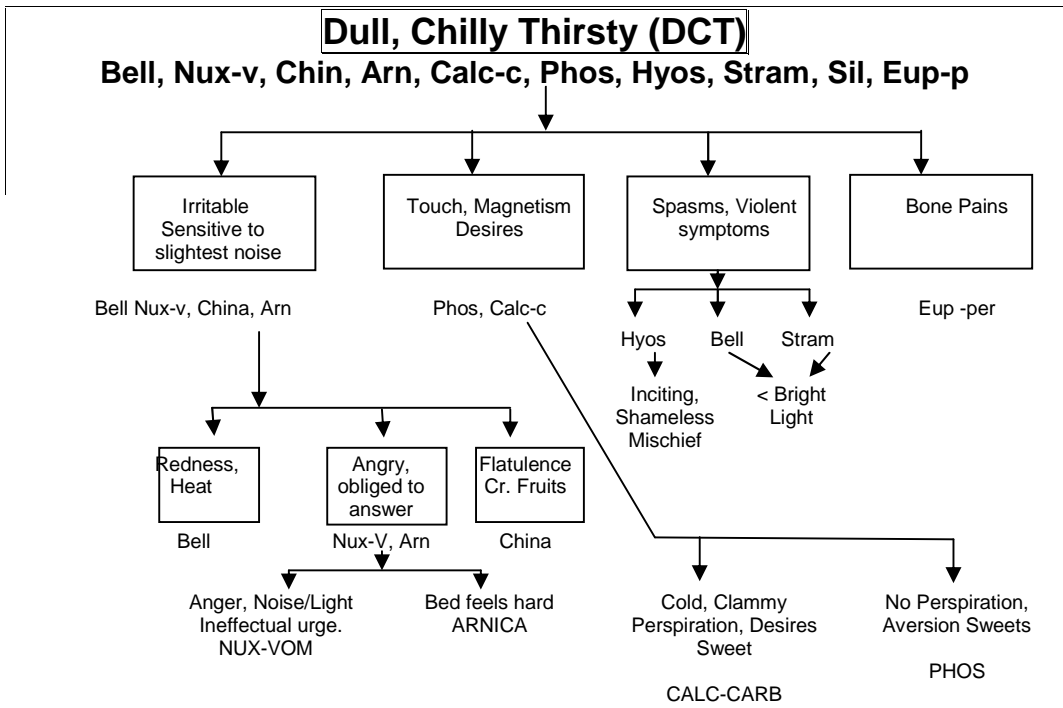 Dull, Chilly Thirsty (DCT)
Bell, Nux-v, Chin, Arn, Calc-c, Phos, Hyos, Stram, Sil, Eup-p
Irritable
Sensitive to
slightest noise
Touch, Magnetism
Desires
Spasms, Violent
symptoms
Bone Pains
Bell Nux-v, China, Arn
Phos, Calc-c
Eup -per
Hyos
Bell
Stram
Inciting,
Shameless
Mischief
< Bright
Light
Redness,
Heat
Angry,
obliged to
answer
Flatulence
Cr. Fruits
Bell
Nux-V, Arn
China
Anger, Noise/Light
Ineffectual urge.
NUX-VOM
Bed feels hard
ARNICA
Cold, Clammy
Perspiration, Desires
Sweet
CALC-CARB
No Perspiration,
Aversion Sweets
PHOS